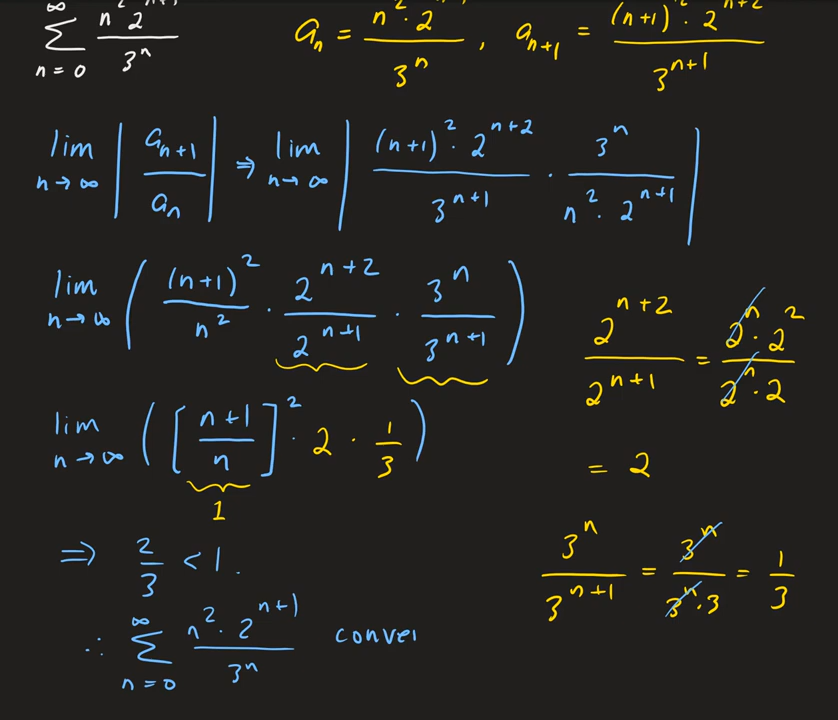 ∞
∑ n=0 n² 2ⁿ⁺¹ / 3ⁿ   aₙ = n² · 2 / 3ⁿ , aₙ₊₁ = (n+1)² · 2ⁿ⁺² / 3ⁿ⁺¹
lim n→∞ | aₙ₊₁ / aₙ | ⇒ lim n→∞ | (n+1)² · 2ⁿ⁺² / 3ⁿ⁺¹ · 3ⁿ / n² · 2ⁿ⁺¹ |
lim n→∞ ( (n+1)² / n² · 2ⁿ⁺² / 2ⁿ⁺¹ · 3ⁿ / 3ⁿ⁺¹ )
lim n→∞ ( [ n+1 / n ]² · 2 · 1/3 )
1
⇒ 2/3 < 1.
∴ ∞ ∑ n=0 n² · 2ⁿ⁺¹ / 3ⁿ conver
2ⁿ⁺² / 2ⁿ⁺¹ = 2ⁿ · 2² / 2ⁿ · 2
= 2
3ⁿ / 3ⁿ⁺¹ = 3ⁿ / 3ⁿ · 3 = 1/3